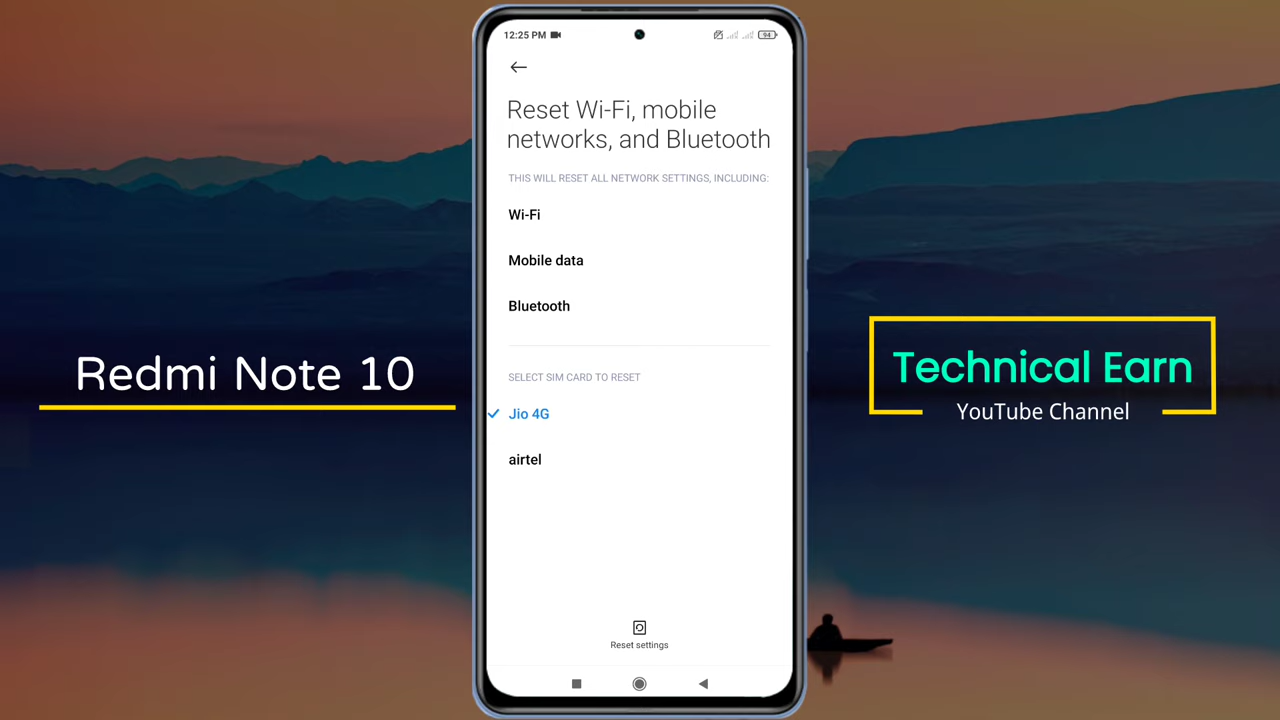 12:25 PM
94
Reset Wi-Fi, mobile
networks, and Bluetooth
THIS WILL RESET ALL NETWORK SETTINGS, INCLUDING:
Wi-Fi
Mobile data
Bluetooth
SELECT SIM CARD TO RESET
Jio 4G
airtel
Reset settings
Redmi Note 10
Technical Earn
YouTube Channel